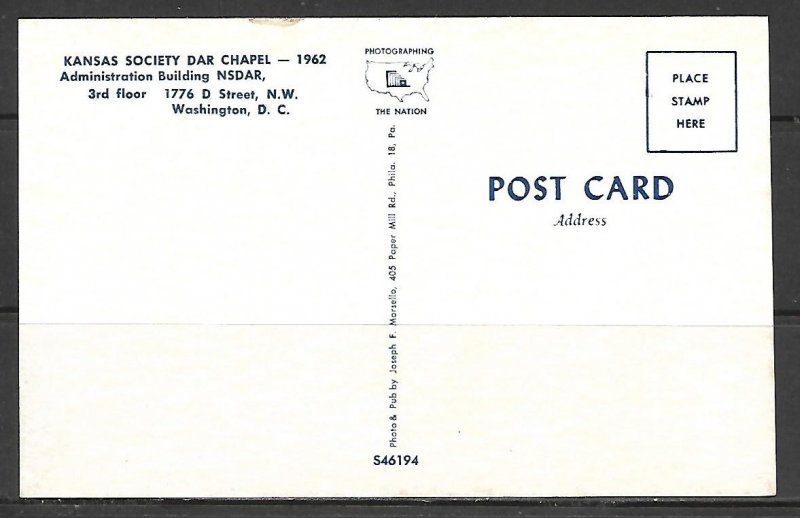 KANSAS SOCIETY DAR CHAPEL — 1962
Administration Building NSDAR,
3rd floor 1776 D Street, N.W.
Washington, D. C.
PHOTOGRAPHING
THE NATION
Photo & Pub by Joseph F. Marsello, 405 Paper Mill Rd., Phila. 18, Pa.
S46194
PLACE
STAMP
HERE
POST CARD
Address